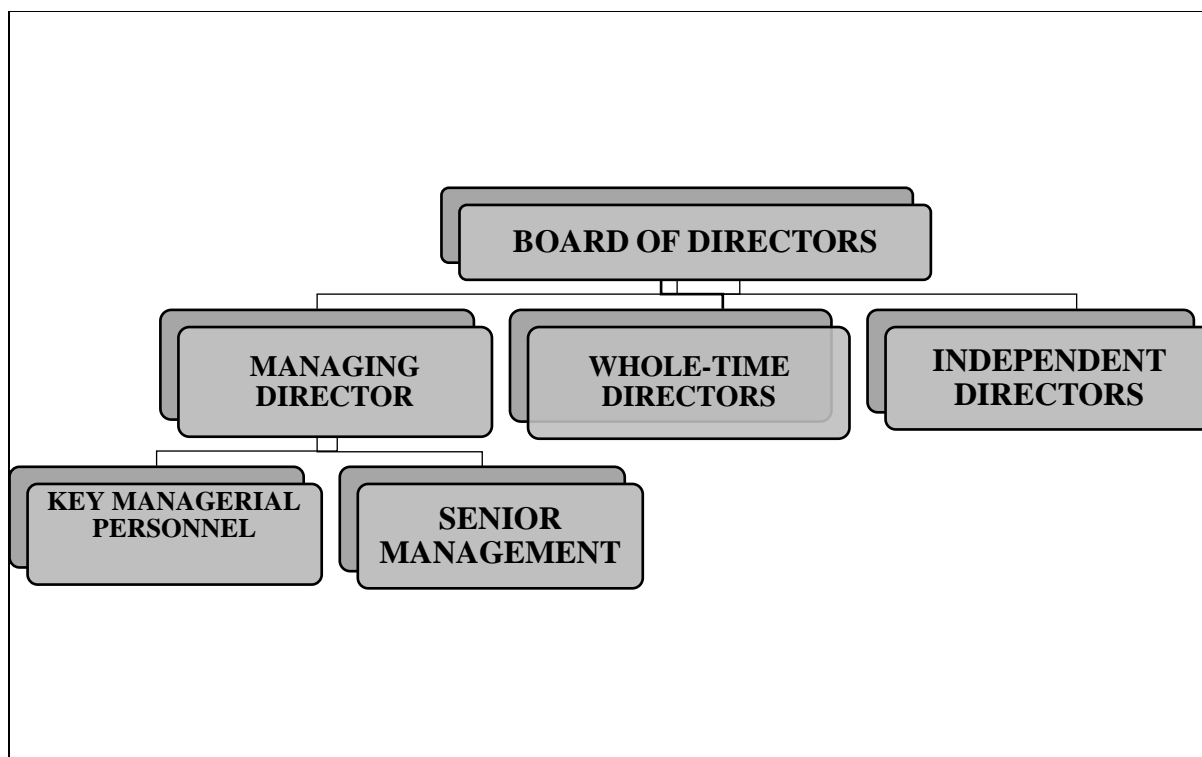 BOARD OF DIRECTORS
MANAGING
DIRECTOR
WHOLE-TIME
DIRECTORS
INDEPENDENT
DIRECTORS
KEY MANAGERIAL
PERSONNEL
SENIOR
MANAGEMENT